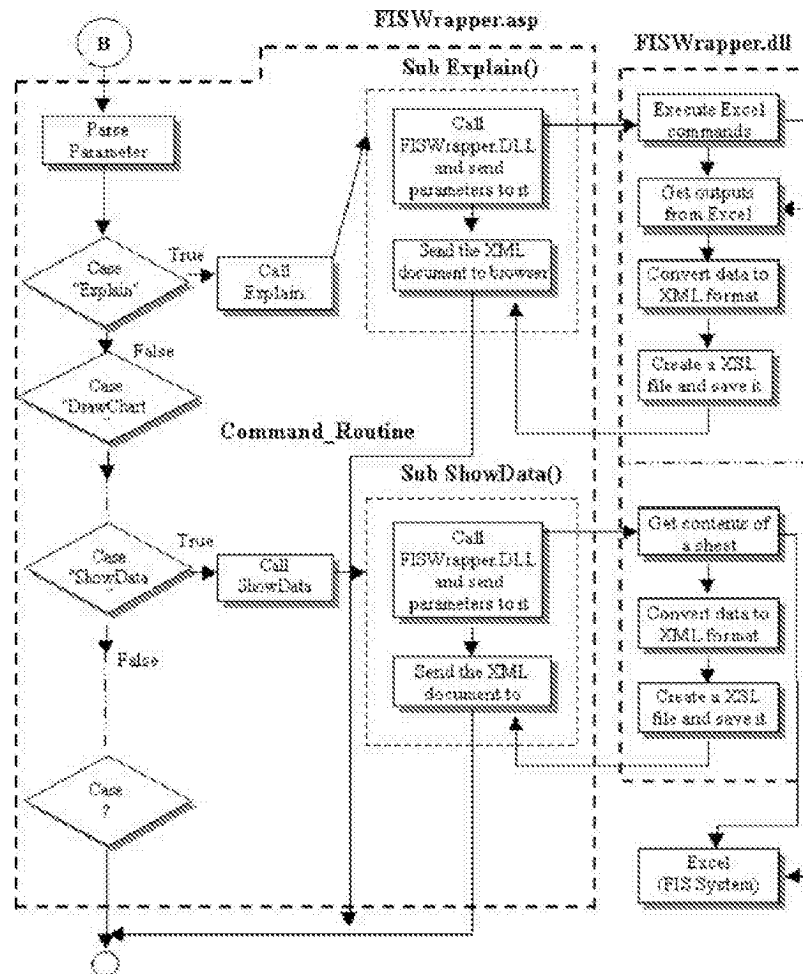 FISWrapper.asp
B
FISWrapper.dll
Sub Explain()
Parse
Parameter
Call
FISWrapper.DLL
and send
parameters to it
Execute Excel
commands
Get outputs
from Excel
Case
"Explain"
True
Call
Explain
Send the XML
document to browser
Convert data to
XML format
False
Case
"DrawChart
"
Create a XSL
file and save it
Command_Routine
Sub ShowData()
Case
"ShowData
"
True
Call
ShowData
Call
FISWrapper.DLL
and send
parameters to it
Get contents of
a sheet
Convert data to
XML format
False
Send the XML
document to
Create a XSL
file and save it
Case
?
Excel
(FIS System)